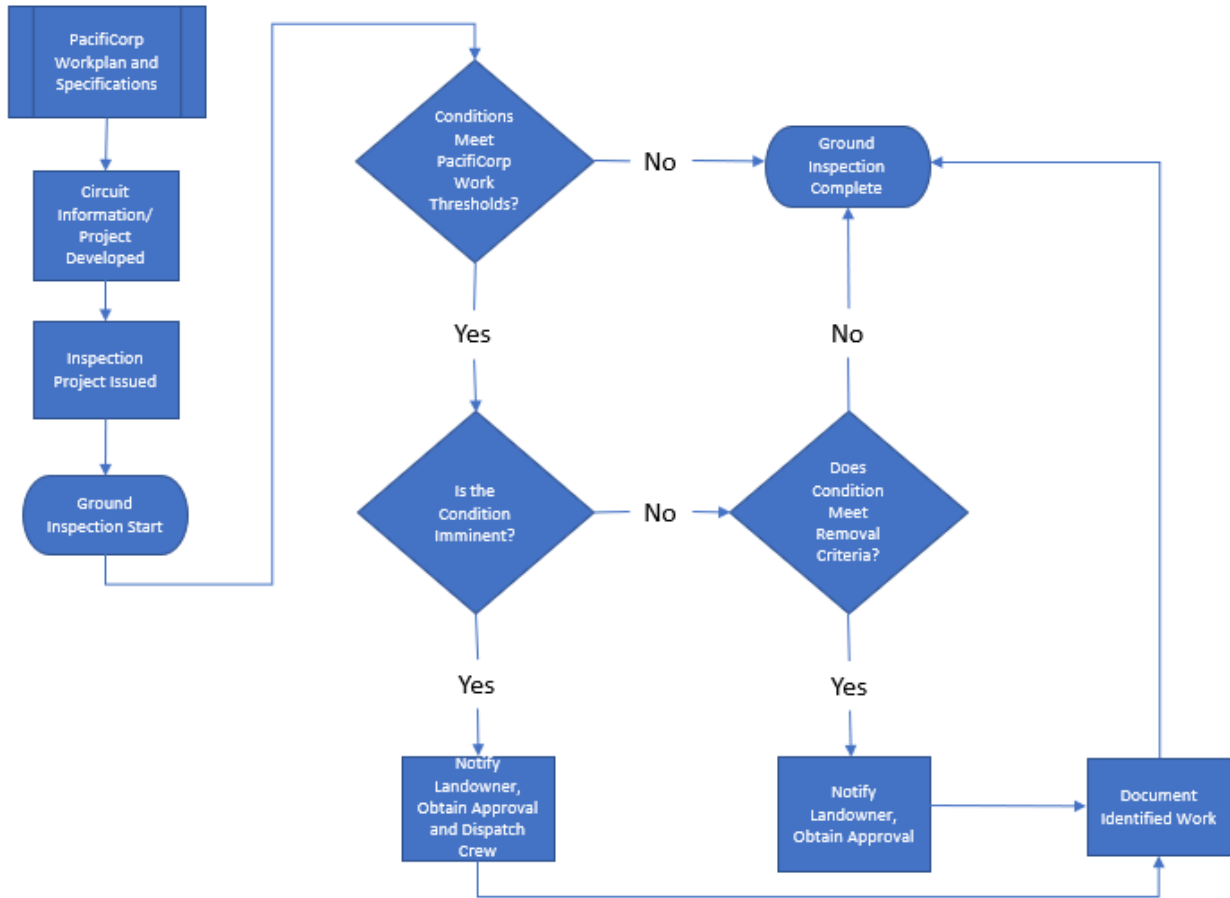 PacifiCorp
Workplan and
Specifications
Circuit
Information/
Project
Developed
Inspection
Project Issued
Ground
Inspection Start
Conditions
Meet
PacifiCorp
Work
Thresholds?
No
Ground
Inspection
Complete
Yes
No
Is the
Condition
Imminent?
No
Does
Condition
Meet
Removal
Criteria?
Yes
Yes
Notify
Landowner,
Obtain Approval
and Dispatch
Crew
Notify
Landowner,
Obtain Approval
Document
Identified Work